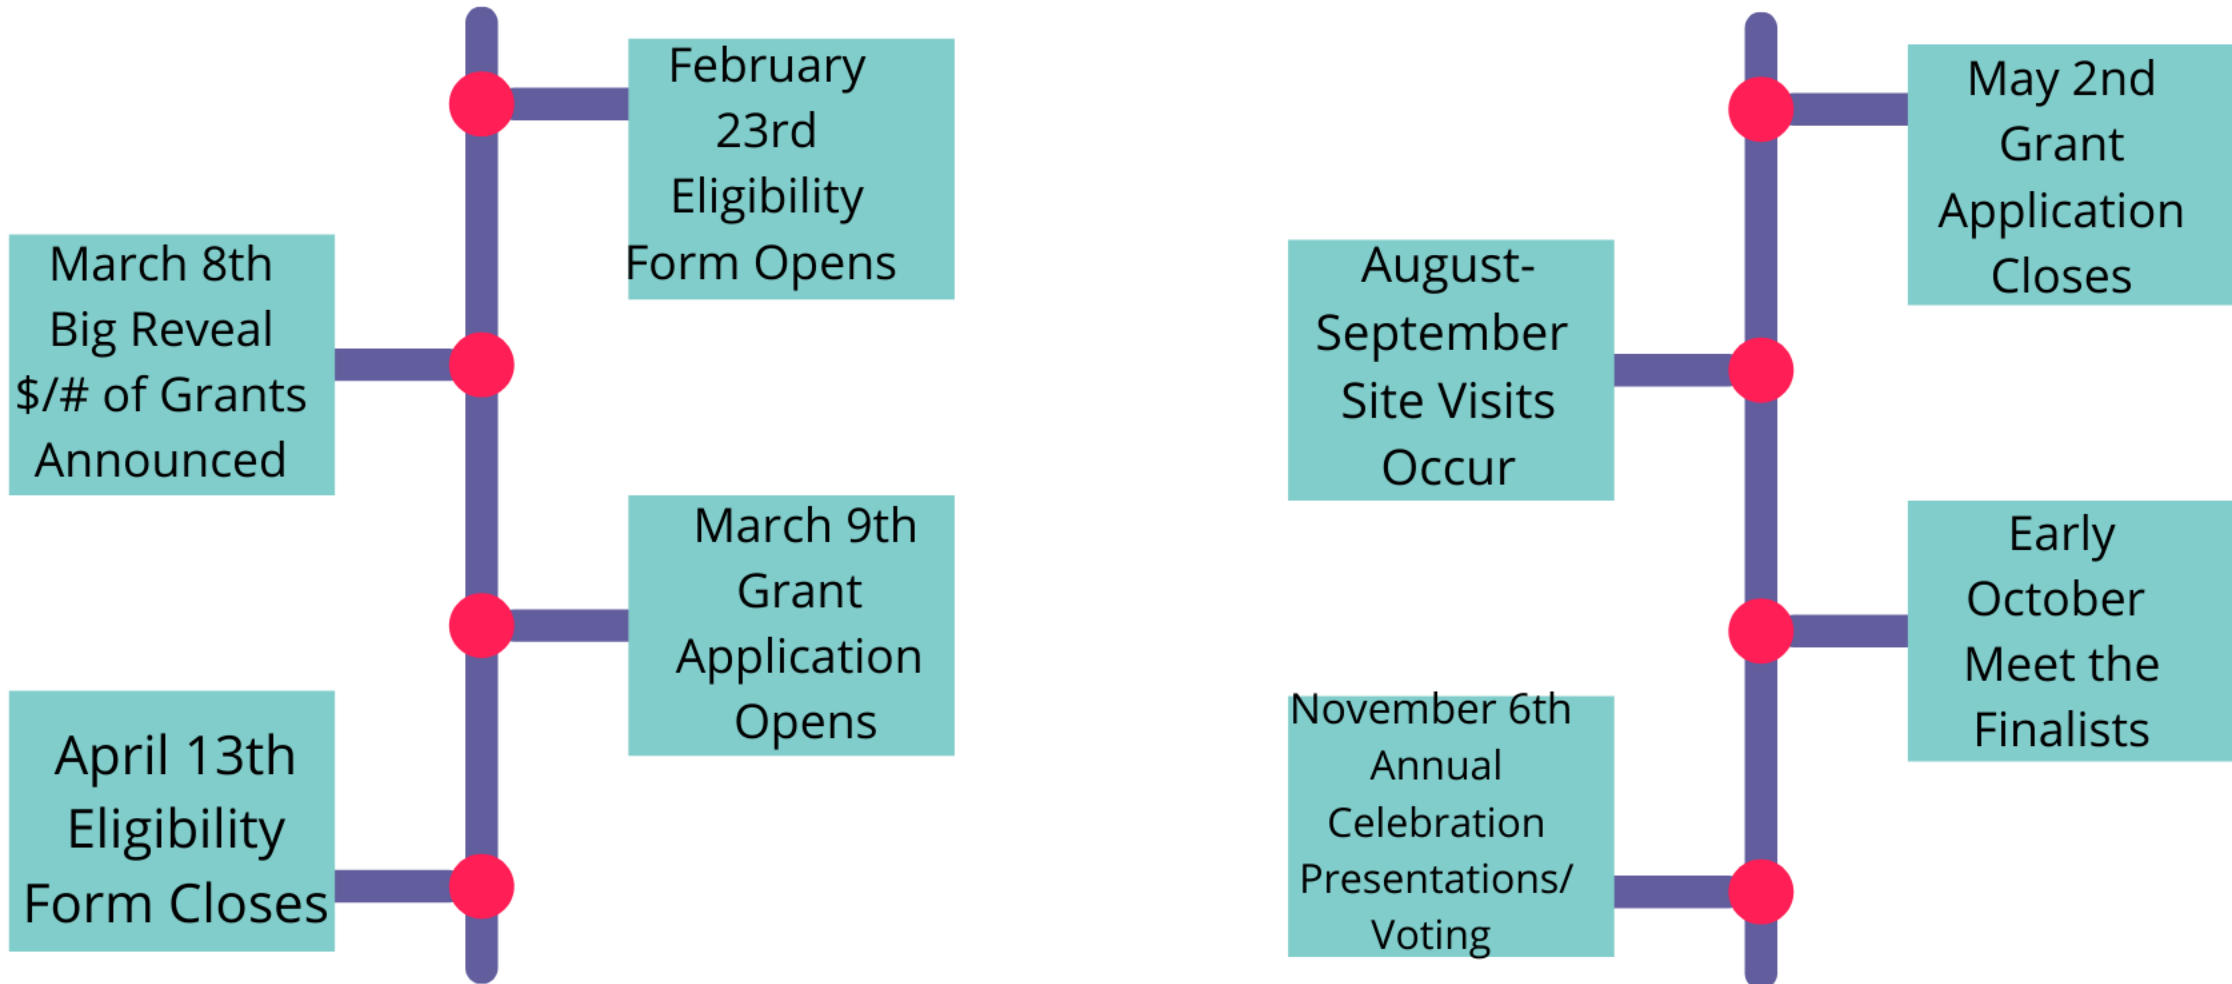 February
23rd
Eligibility
Form Opens
March 8th
Big Reveal
$/# of Grants
Announced
March 9th
Grant
Application
Opens
April 13th
Eligibility
Form Closes
May 2nd
Grant
Application
Closes
August-
September
Site Visits
Occur
Early
October
Meet the
Finalists
November 6th
Annual
Celebration
Presentations/
Voting